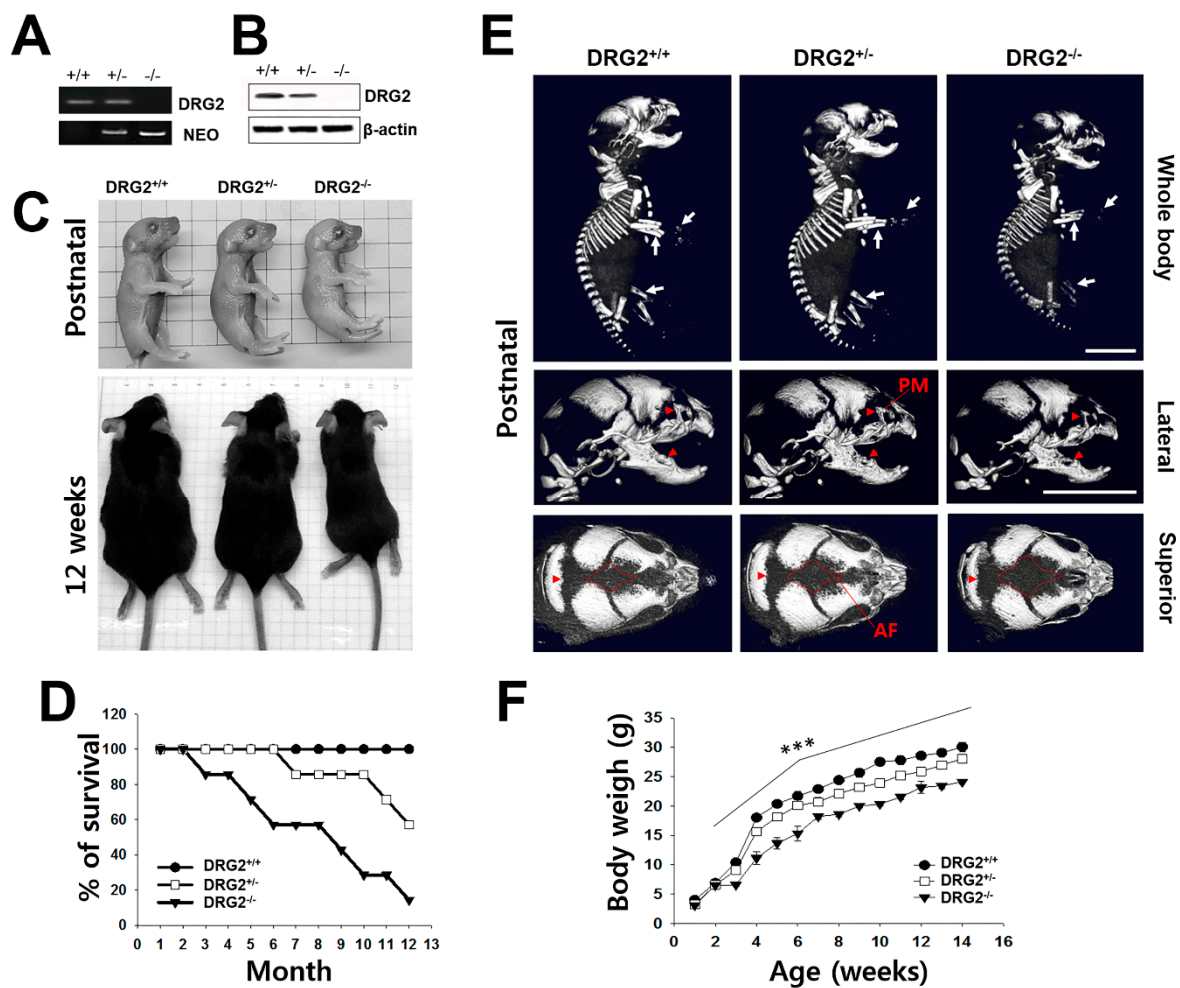 A
+/+ +/- -/-
DRG2
NEO
B
+/+ +/- -/-
DRG2
β-actin
C
DRG2+/+ DRG2+/- DRG2-/-
Postnatal
12 weeks
E
DRG2+/+ DRG2+/- DRG2-/-
Postnatal
Whole body
PM
Lateral
AF
Superior
D
% of survival
120
100
80
60
40
20
0
DRG2+/+
DRG2+/-
DRG2-/-
0 1 2 3 4 5 6 7 8 9 10 11 12 13
Month
F
Body weigh (g)
35
30
25
20
15
10
5
0
***
DRG2+/+
DRG2+/-
DRG2-/-
0 2 4 6 8 10 12 14 16
Age (weeks)